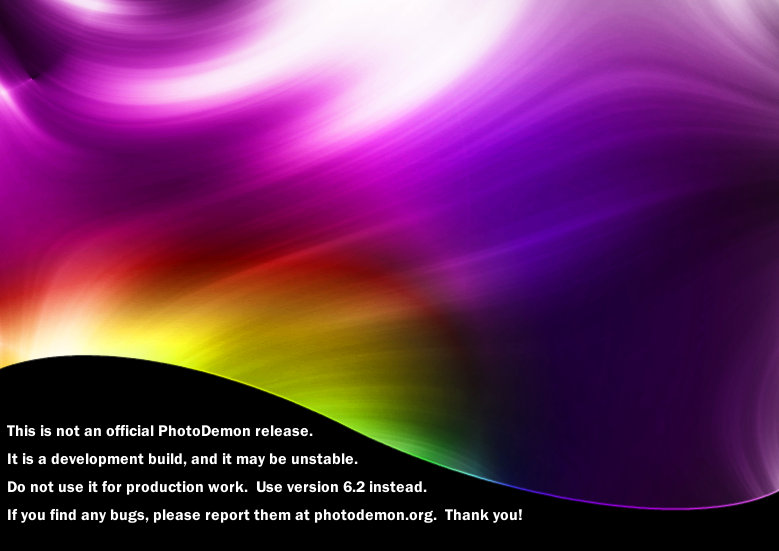 This is not an official PhotoDemon release.
It is a development build, and it may be unstable.
Do not use it for production work.  Use version 6.2 instead.
If you find any bugs, please report them at photodemon.org.  Thank you!